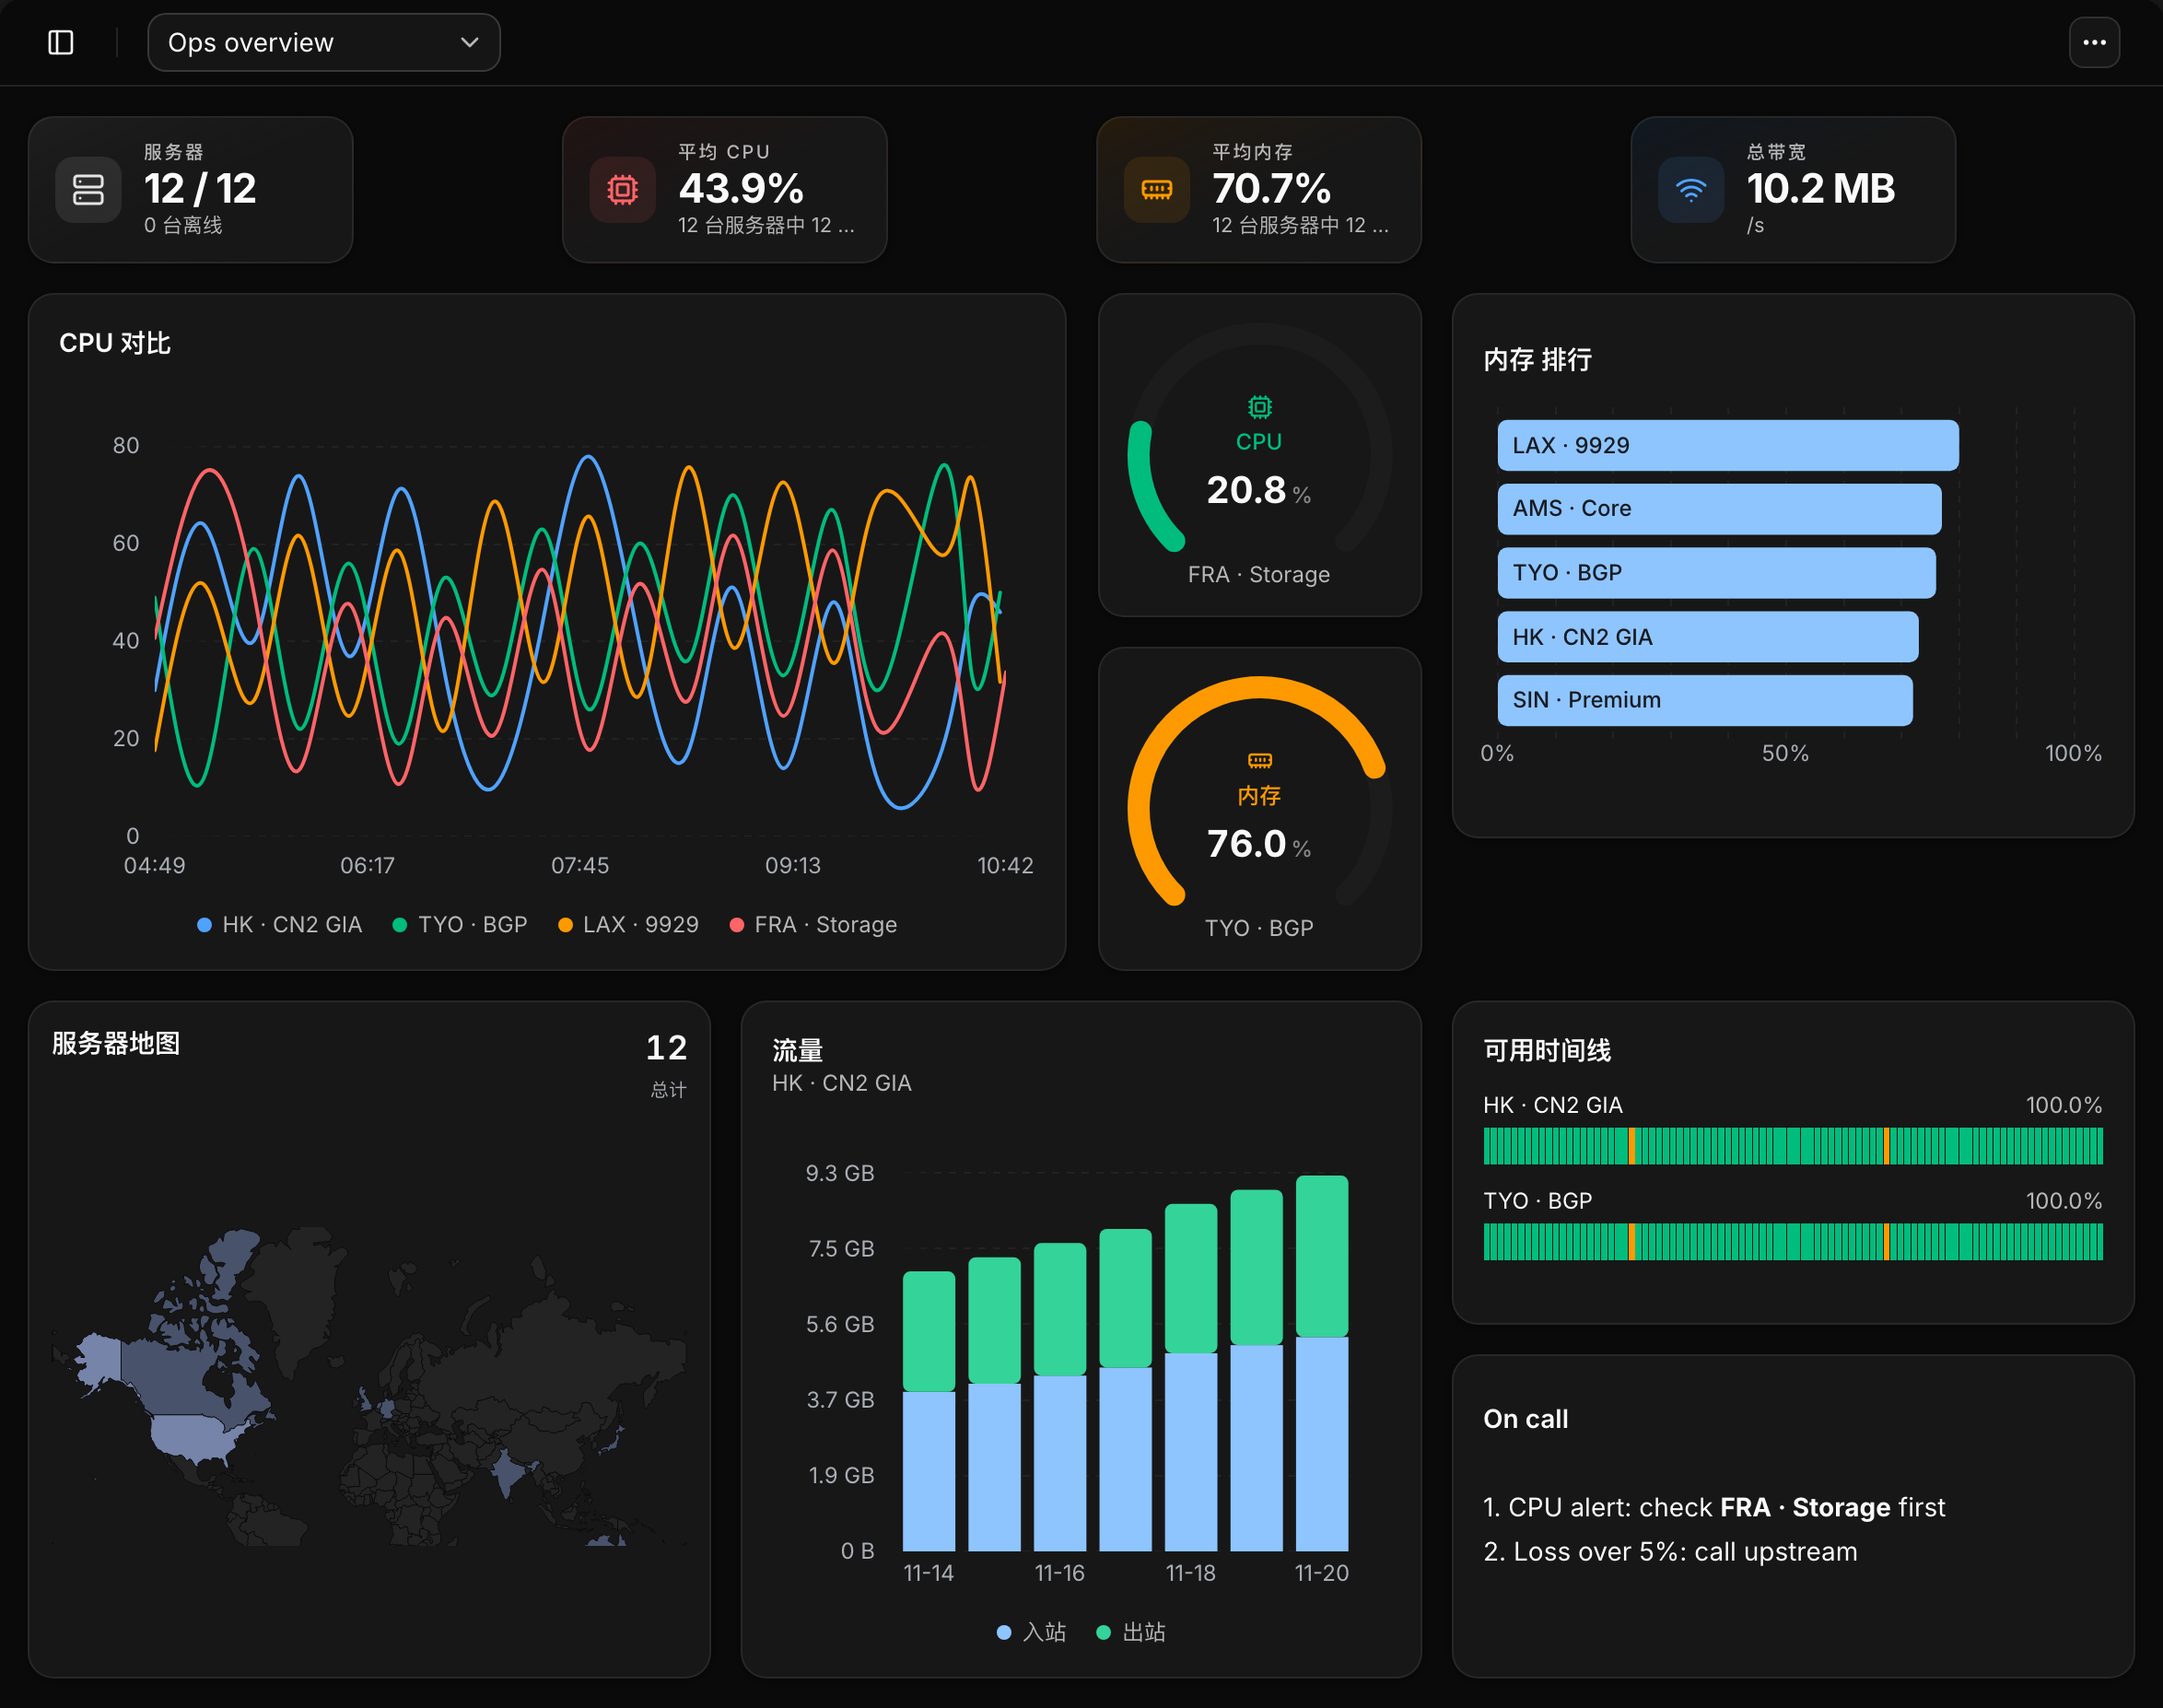 Ops overview
服务器
12 / 12
0 台离线
平均 CPU
43.9%
12 台服务器中 12 ...
平均内存
70.7%
12 台服务器中 12 ...
总带宽
10.2 MB
/s
CPU 对比
80
60
40
20
0
04:49
06:17
07:45
09:13
10:42
HK · CN2 GIA
TYO · BGP
LAX · 9929
FRA · Storage
CPU
20.8 %
FRA · Storage
内存
76.0 %
TYO · BGP
内存 排行
LAX · 9929
AMS · Core
TYO · BGP
HK · CN2 GIA
SIN · Premium
0%
50%
100%
服务器地图
12
总计
流量
HK · CN2 GIA
9.3 GB
7.5 GB
5.6 GB
3.7 GB
1.9 GB
0 B
11-14
11-16
11-18
11-20
入站
出站
可用时间线
HK · CN2 GIA
100.0%
TYO · BGP
100.0%
On call
1. CPU alert: check FRA · Storage first
2. Loss over 5%: call upstream